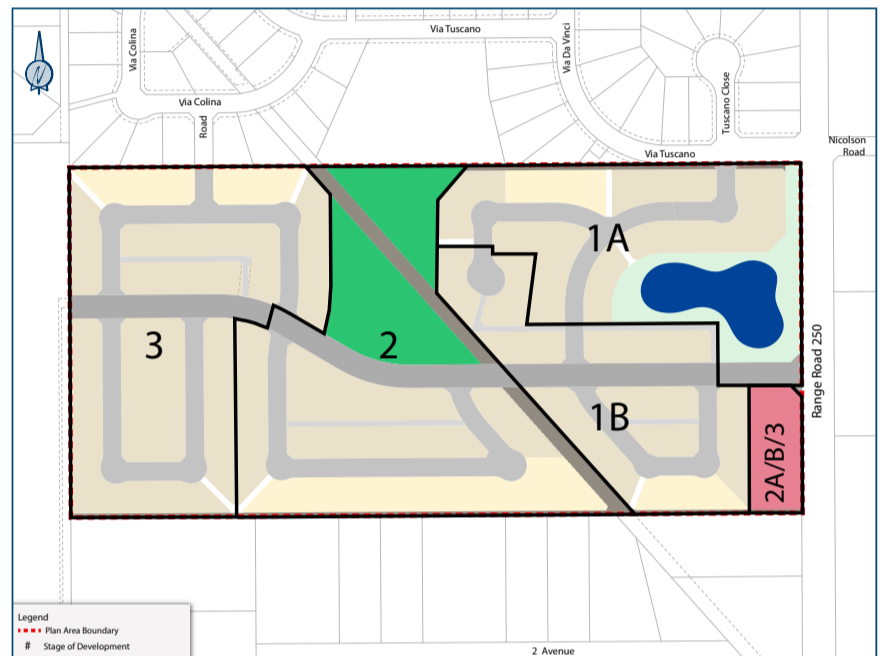 Via Tuscano
Via Colina
Via Da Vinci
Tuscano Close
Via Colina
Road
Via Tuscano
Nicolson
Road
1A
3
2
Range Road 250
1B
2A/B/3
N
Legend
Plan Area Boundary
# Stage of Development
2 Avenue